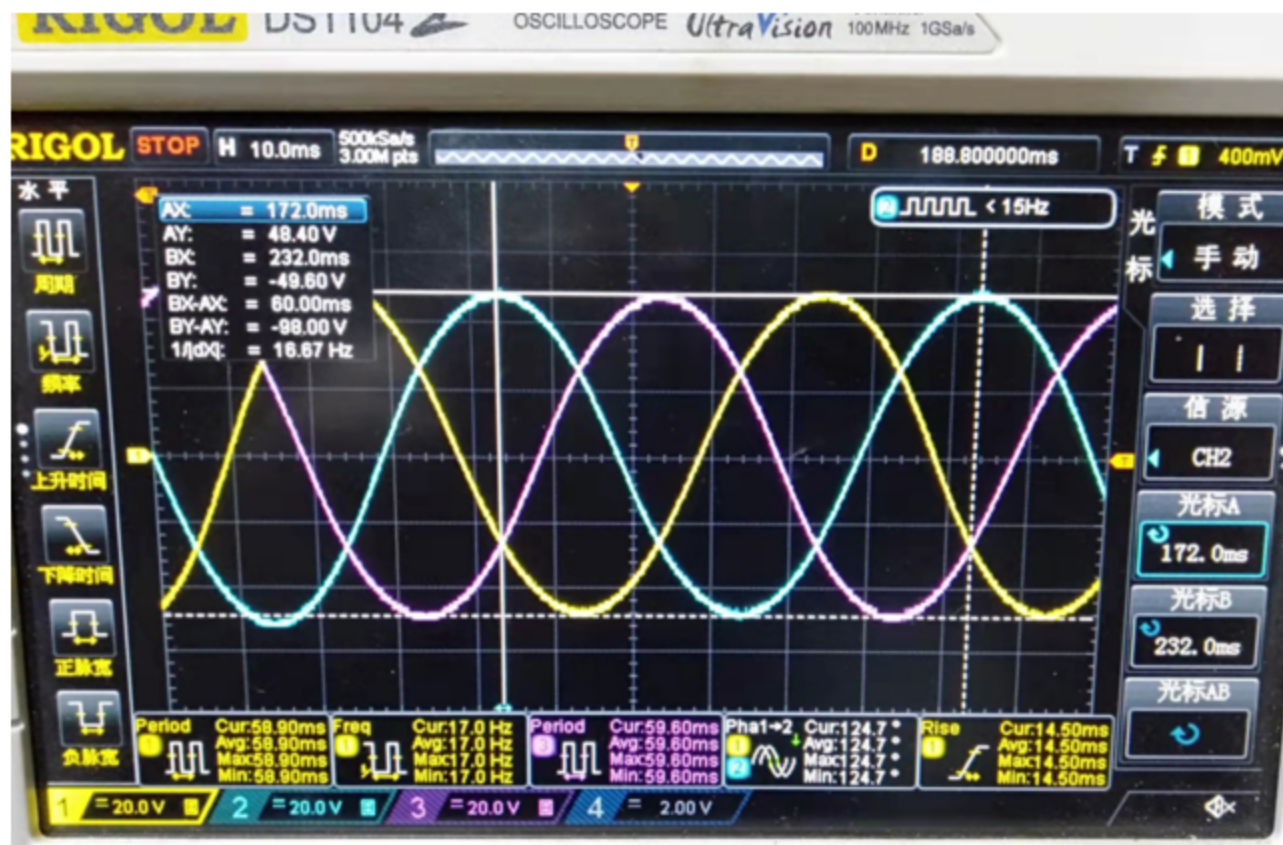 RIGOL DS1104 Z OSCILLOSCOPE UltraVision 100MHz 1GSa/s
RIGOL STOP H 10.0ms 500kSa/s 3.00M pts D 188.800000ms T 1 400mV
水平
周期
频率
上升时间
下降时间
正脉宽
负脉宽
AX: = 172.0ms
AY: = 48.40 V
BX: = 232.0ms
BY: = -49.60 V
BX-AX: = 60.00ms
BY-AY: = -98.00 V
1/|dX|: = 16.67 Hz
2 < 15Hz
光标
模式
手动
选择
信源
CH2
光标A
172.0ms
光标B
232.0ms
光标AB
Period Cur:58.90ms Avg:58.90ms Max:58.90ms Min:58.90ms
Freq Cur:17.0 Hz Avg:17.0 Hz Max:17.0 Hz Min:17.0 Hz
Period Cur:59.60ms Avg:59.60ms Max:59.60ms Min:59.60ms
Pha1→2 Cur:124.7 ° Avg:124.7 ° Max:124.7 ° Min:124.7 °
Rise Cur:14.50ms Avg:14.50ms Max:14.50ms Min:14.50ms
1 = 20.0 V 2 = 20.0 V 3 = 20.0 V 4 = 2.00 V